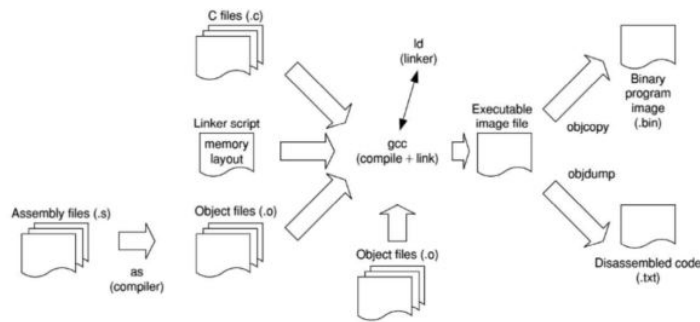 C files (.c)
ld
(linker)
Binary
program
image
(.bin)
Linker script
memory
layout
Executable
image file
objcopy
gcc
(compile + link)
objdump
Assembly files (.s)
Object files (.o)
as
(compiler)
Object files (.o)
Disassembled code
(.txt)